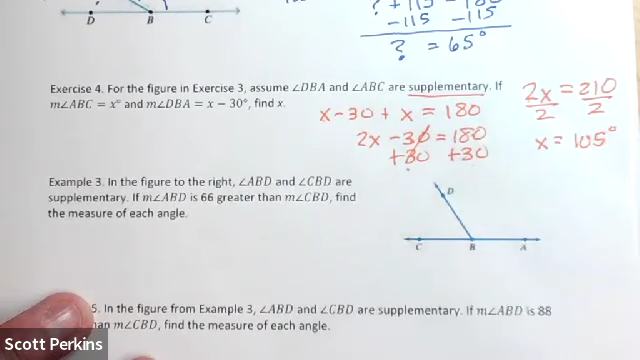 D B C
? + 115 = 180
-115 -115
? = 65°
Exercise 4. For the figure in Exercise 3, assume ∠DBA and ∠ABC are supplementary. If
m∠ABC = x° and m∠DBA = x − 30°, find x.
x - 30 + x = 180
2x - 30 = 180
+30 +30
2x = 210
2 2
x = 105°
Example 3. In the figure to the right, ∠ABD and ∠CBD are
supplementary. If m∠ABD is 66 greater than m∠CBD, find
the measure of each angle.
D
C B A
5. In the figure from Example 3, ∠ABD and ∠CBD are supplementary. If m∠ABD is 88
m∠CBD, find the measure of each angle.
Scott Perkins